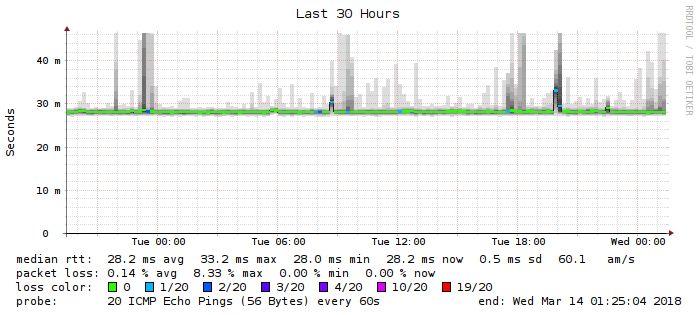 Last 30 Hours
RRDTOOL / TOBI OETIKER
Seconds
40 m
30 m
20 m
10 m
0
Tue 00:00 Tue 06:00 Tue 12:00 Tue 18:00 Wed 00:00
median rtt: 28.2 ms avg 33.2 ms max 28.0 ms min 28.2 ms now 0.5 ms sd 60.1 am/s
packet loss: 0.14 % avg 8.33 % max 0.00 % min 0.00 % now
loss color: 0 1/20 2/20 3/20 4/20 10/20 19/20
probe: 20 ICMP Echo Pings (56 Bytes) every 60s end: Wed Mar 14 01:25:04 2018